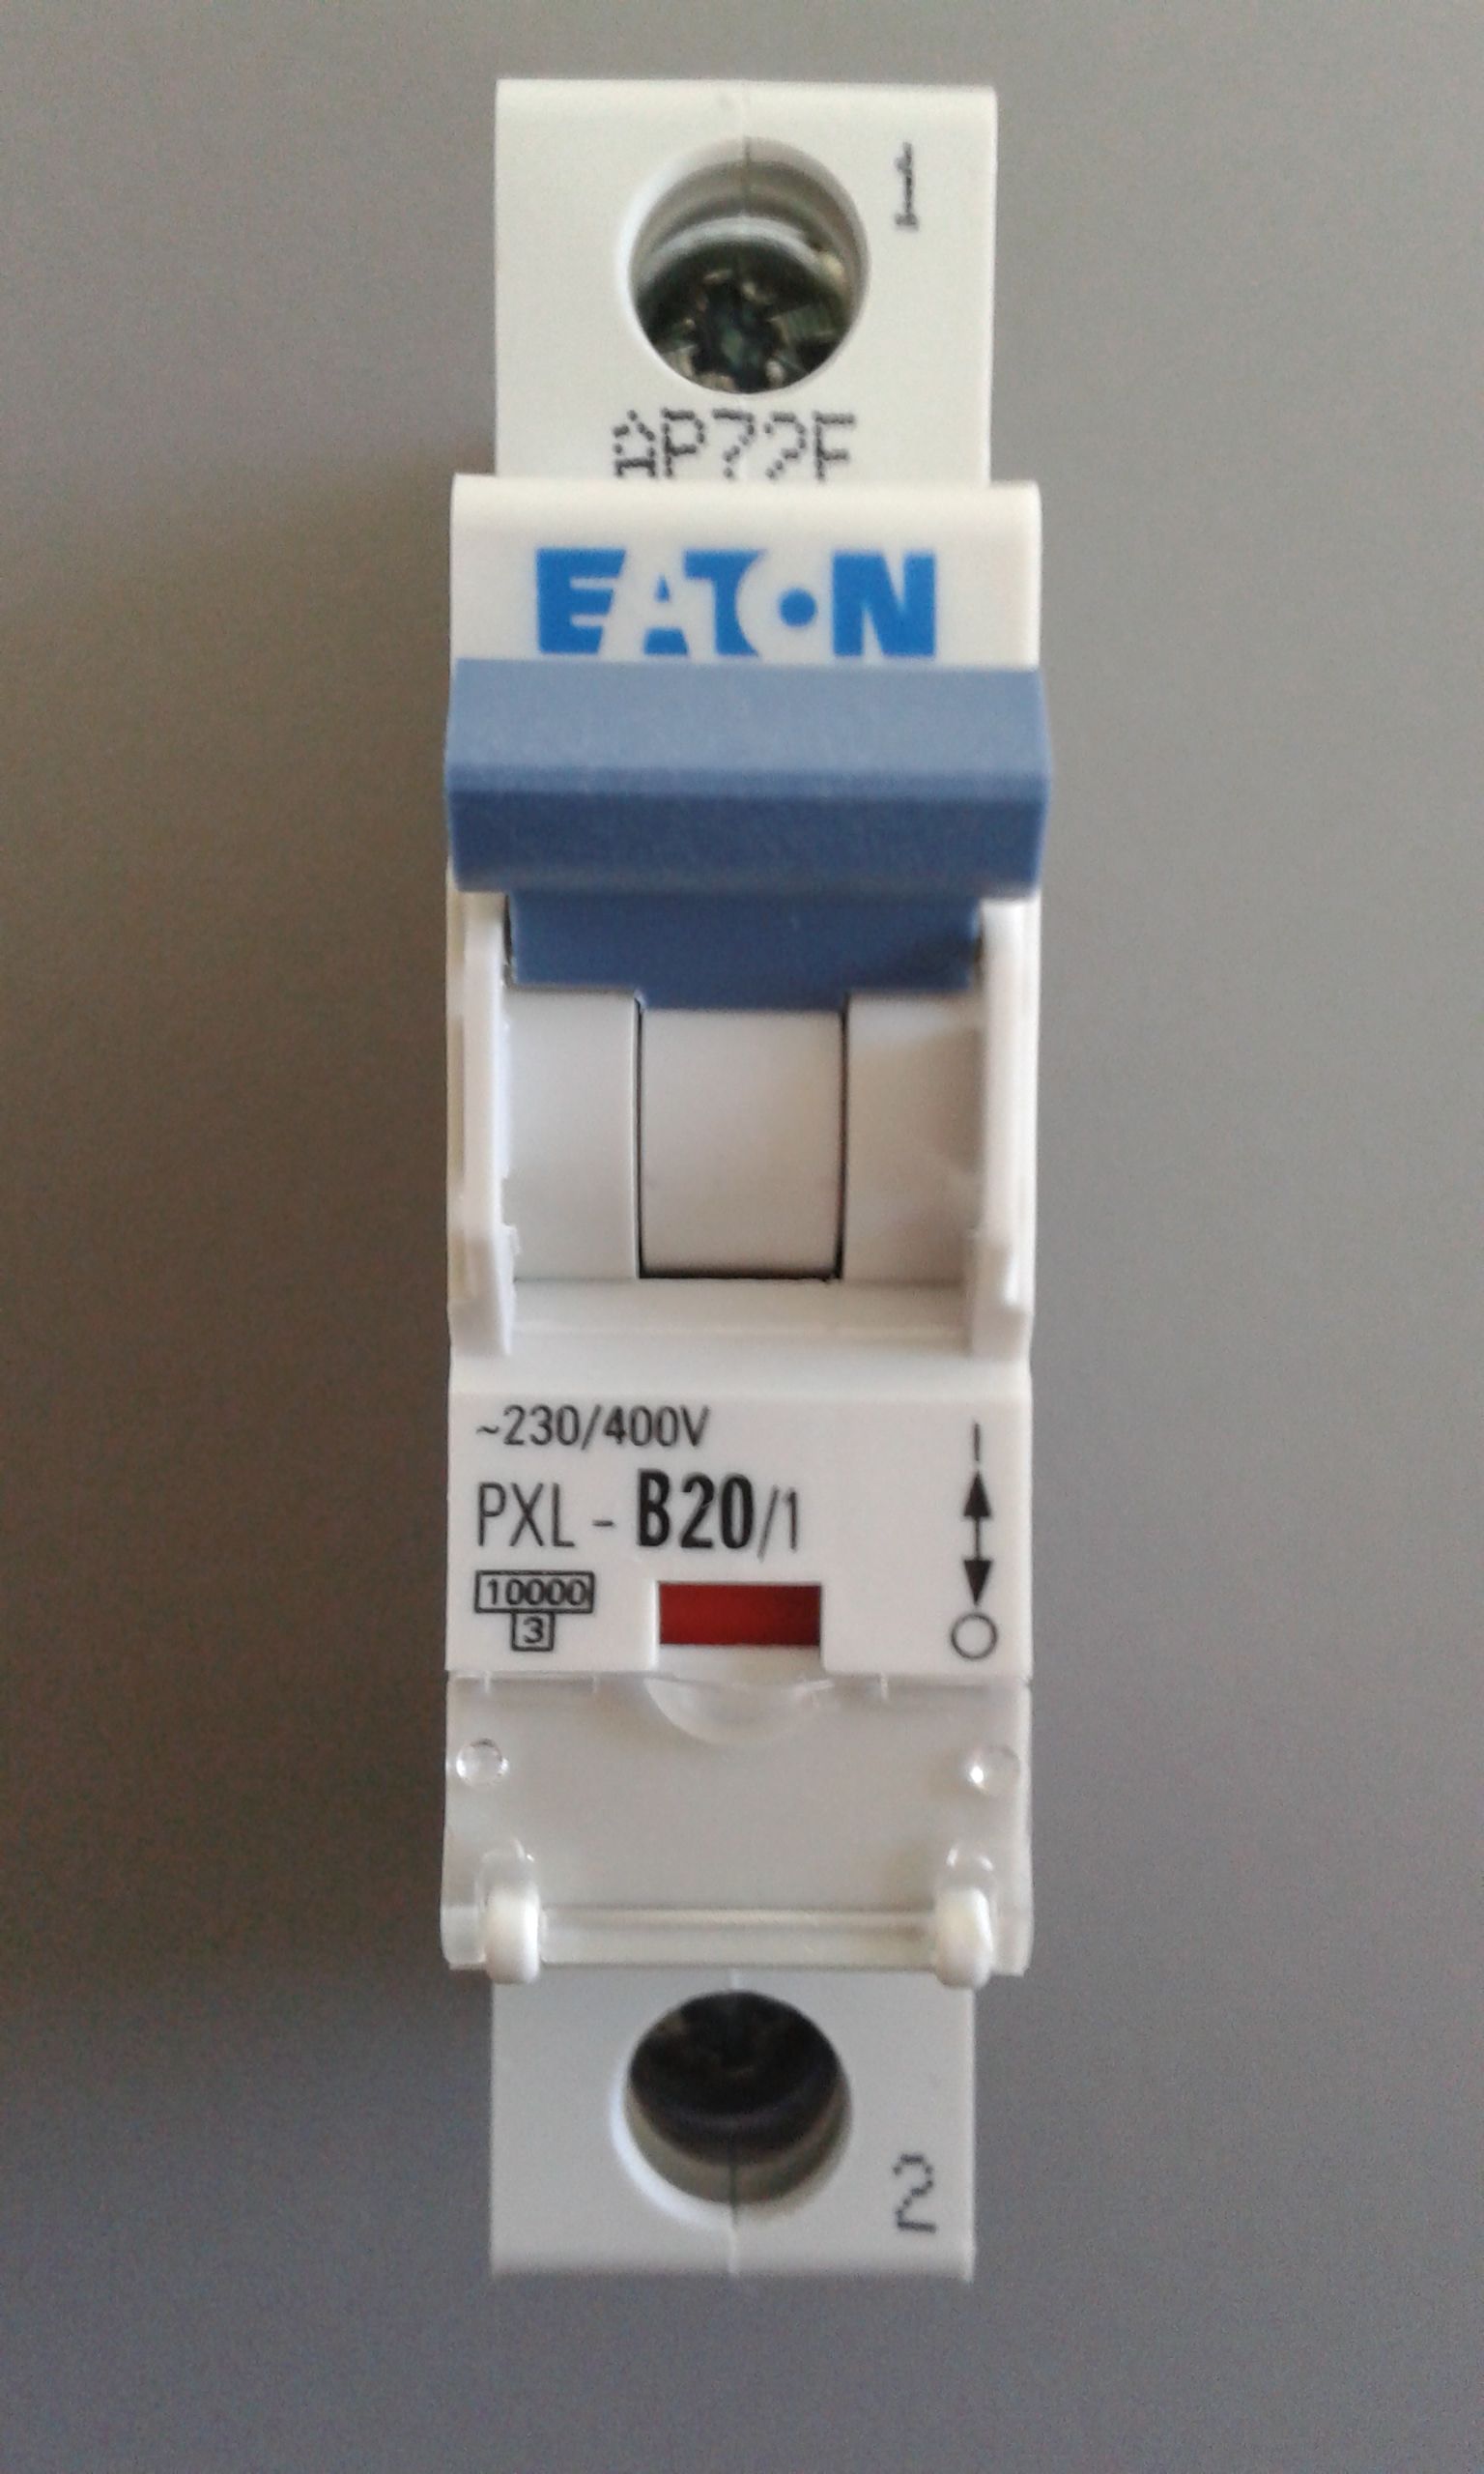 1
EATON
~230/400V
PXL - B20/1
10000
3
I
O
2